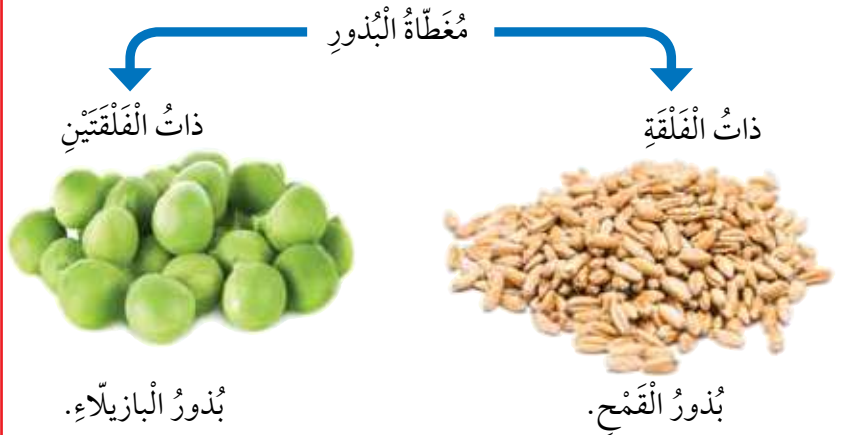 مُغَطّاةُ الْبُذورِ
ذاتُ الْفَلْقَةِ
ذاتُ الْفَلْقَتَيْنِ
بُذورُ الْقَمْحِ.
بُذورُ الْبازيلّاءِ.